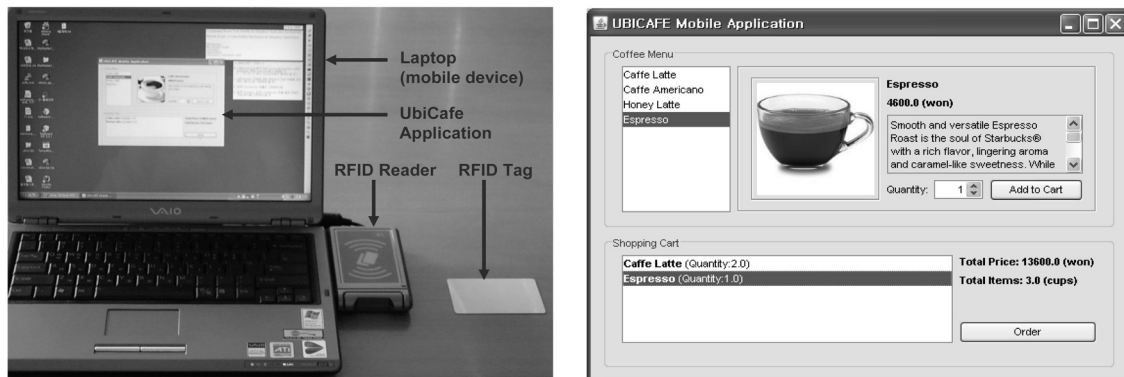 Laptop
(mobile device)
UbiCafe
Application
RFID Reader
RFID Tag
VAIO
ATI
UBICAFE Mobile Application
Coffee Menu
Caffe Latte
Caffe Americano
Honey Latte
Espresso
Espresso
4600.0 (won)
Smooth and versatile Espresso
Roast is the soul of Starbucks®
with a rich flavor, lingering aroma
and caramel-like sweetness. While
Quantity: 1 Add to Cart
Shopping Cart
Caffe Latte (Quantity:2.0)
Espresso (Quantity:1.0)
Total Price: 13600.0 (won)
Total Items: 3.0 (cups)
Order